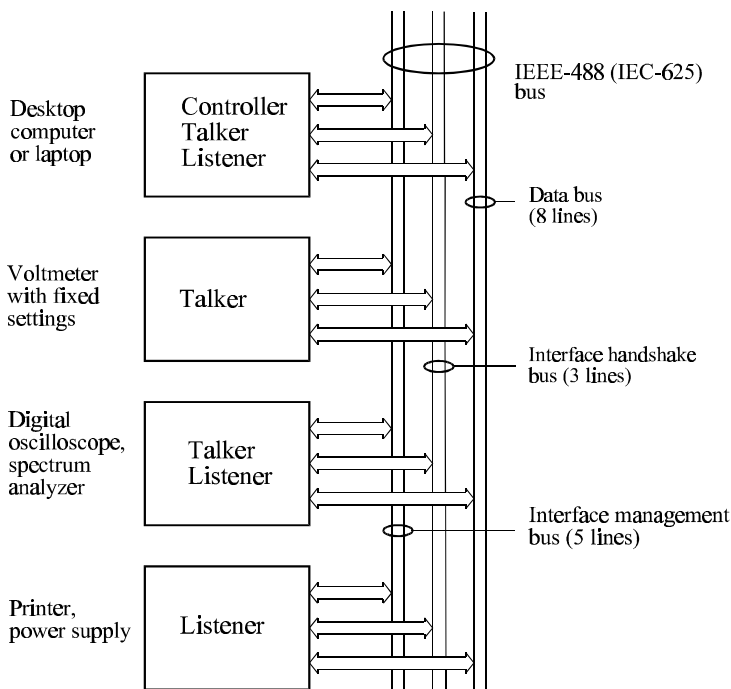 IEEE-488 (IEC-625)
bus
Desktop
computer
or laptop
Controller
Talker
Listener
Data bus
(8 lines)
Voltmeter
with fixed
settings
Talker
Interface handshake
bus (3 lines)
Digital
oscilloscope,
spectrum
analyzer
Talker
Listener
Interface management
bus (5 lines)
Printer,
power supply
Listener